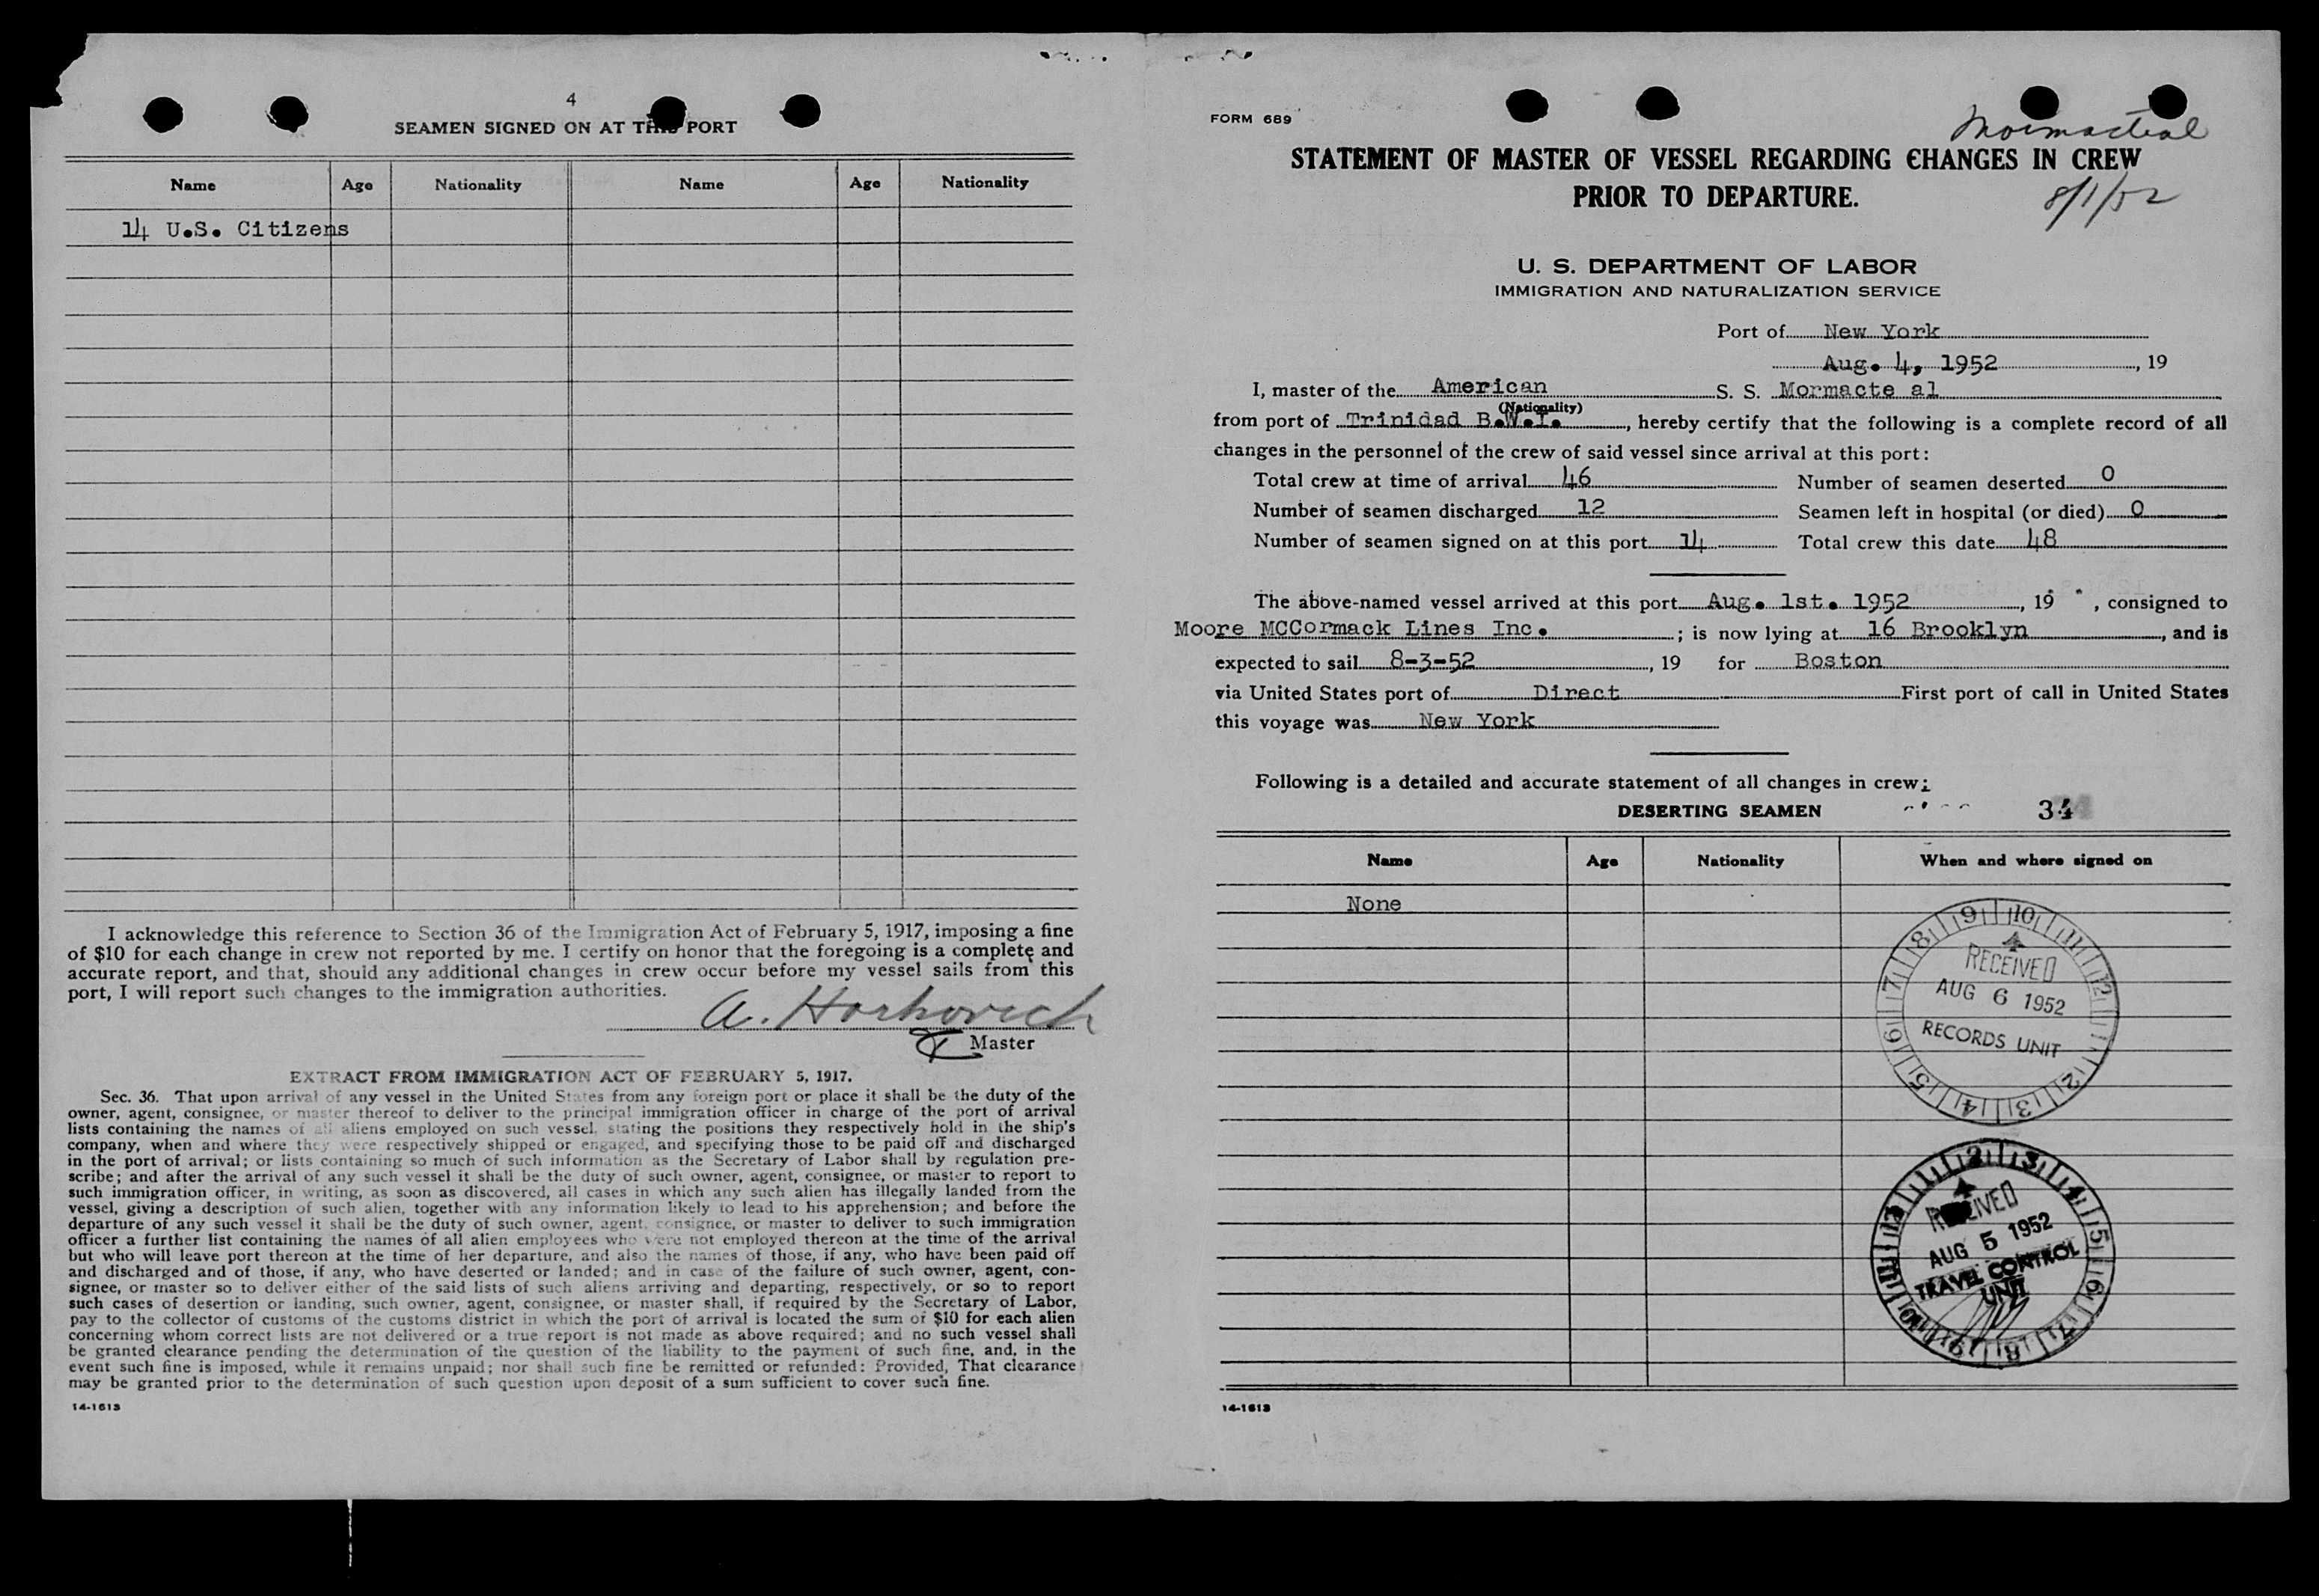 4
SEAMEN SIGNED ON AT THIS PORT
Name Age Nationality Name Age Nationality
14 U.S. Citizens
I acknowledge this reference to Section 36 of the Immigration Act of February 5, 1917, imposing a fine
of $10 for each change in crew not reported by me. I certify on honor that the foregoing is a complete and
accurate report, and that, should any additional changes in crew occur before my vessel sails from this
port, I will report such changes to the immigration authorities.
A. Horkovich
Master
EXTRACT FROM IMMIGRATION ACT OF FEBRUARY 5, 1917.
Sec. 36. That upon arrival of any vessel in the United States from any foreign port or place it shall be the duty of the
owner, agent, consignee, or master thereof to deliver to the principal immigration officer in charge of the port of arrival
lists containing the names of all aliens employed on such vessel, stating the positions they respectively hold in the ship's
company, when and where they were respectively shipped or engaged, and specifying those to be paid off and discharged
in the port of arrival; or lists containing so much of such information as the Secretary of Labor shall by regulation pre-
scribe; and after the arrival of any such vessel it shall be the duty of such owner, agent, consignee, or master to report to
such immigration officer, in writing, as soon as discovered, all cases in which any such alien has illegally landed from the
vessel, giving a description of such alien, together with any information likely to lead to his apprehension; and before the
departure of any such vessel it shall be the duty of such owner, agent, consignee, or master to deliver to such immigration
officer a further list containing the names of all alien employees who were not employed thereon at the time of the arrival
but who will leave port thereon at the time of her departure, and also the names of those, if any, who have been paid off
and discharged and of those, if any, who have deserted or landed; and in case of the failure of such owner, agent, con-
signee, or master so to deliver either of the said lists of such aliens arriving and departing, respectively, or so to report
such cases of desertion or landing, such owner, agent, consignee, or master shall, if required by the Secretary of Labor,
pay to the collector of customs of the customs district in which the port of arrival is located the sum of $10 for each alien
concerning whom correct lists are not delivered or a true report is not made as above required; and no such vessel shall
be granted clearance pending the determination of the question of the liability to the payment of such fine, and, in the
event such fine is imposed, while it remains unpaid; nor shall such fine be remitted or refunded: Provided, That clearance
may be granted prior to the determination of such question upon deposit of a sum sufficient to cover such fine.
14-1613
FORM 689
Mormacteal
STATEMENT OF MASTER OF VESSEL REGARDING CHANGES IN CREW
PRIOR TO DEPARTURE.
8/1/52
U. S. DEPARTMENT OF LABOR
IMMIGRATION AND NATURALIZATION SERVICE
Port of New York
Aug. 4, 1952, 19
I, master of the American S. S. Mormacte al
(Nationality)
from port of Trinidad B.W.I., hereby certify that the following is a complete record of all
changes in the personnel of the crew of said vessel since arrival at this port:
Total crew at time of arrival 46 Number of seamen deserted 0
Number of seamen discharged 12 Seamen left in hospital (or died) 0
Number of seamen signed on at this port 14 Total crew this date 48
The above-named vessel arrived at this port Aug. 1st. 1952, 19 , consigned to
Moore MCCormack Lines Inc. ; is now lying at 16 Brooklyn, and is
expected to sail 8-3-52, 19 for Boston
via United States port of Direct First port of call in United States
this voyage was New York
Following is a detailed and accurate statement of all changes in crew;
DESERTING SEAMEN 34
Name Age Nationality When and where signed on
None
9 10 11 12 1 2 3 4 5 6 7 8
RECEIVED
AUG 6 1952
RECORDS UNIT
12 1 2 3 4 5 6 7 8 9 10 11
RECEIVED
AUG 5 1952
TRAVEL CONTROL
UNIT
14-1613